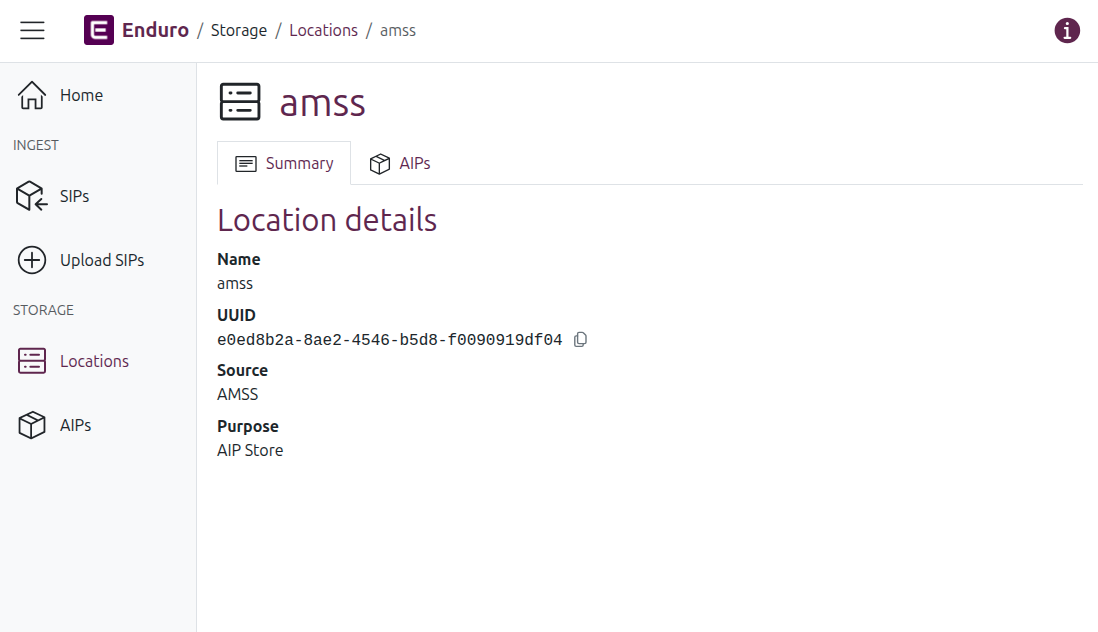 Enduro / Storage / Locations / amss
Home
INGEST
SIPs
Upload SIPs
STORAGE
Locations
AIPs
amss
Summary
AIPs
Location details
Name
amss
UUID
e0ed8b2a-8ae2-4546-b5d8-f0090919df04
Source
AMSS
Purpose
AIP Store